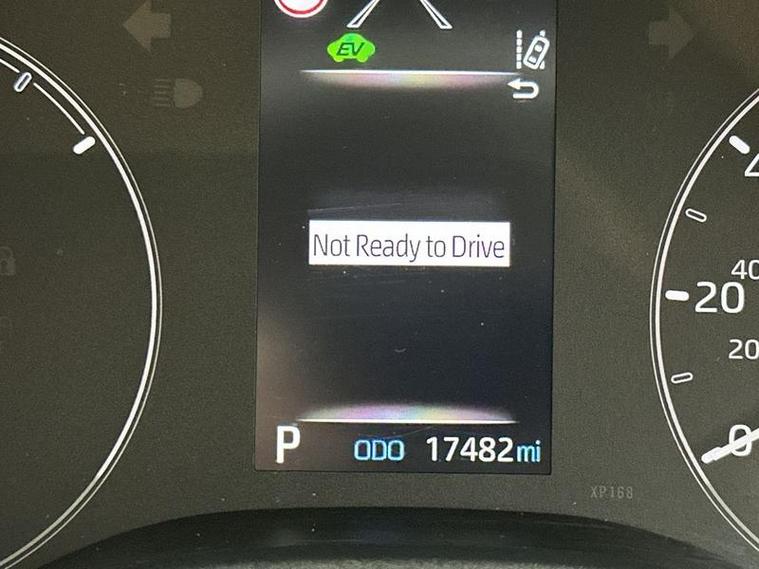 EV
Not Ready to Drive
40
20
20
0
P ODO 17482 mi
XP168